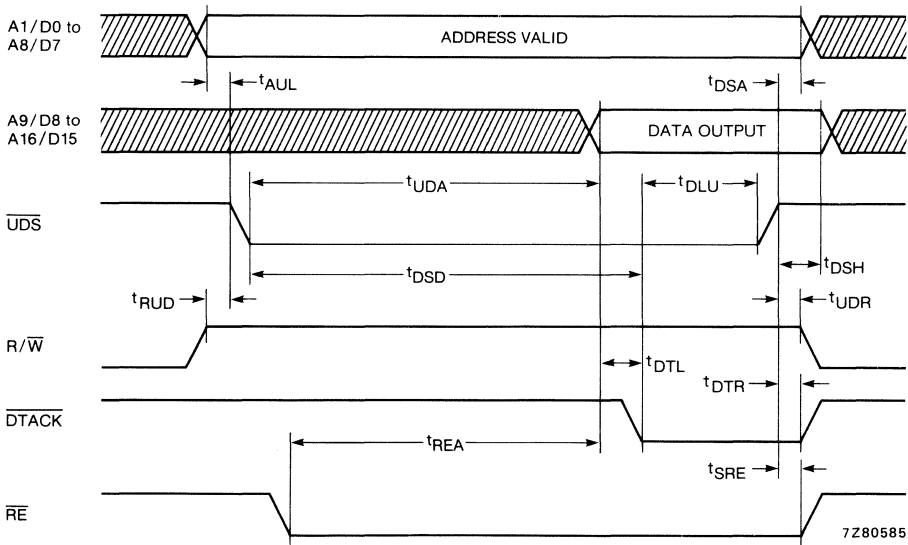 A1/D0 to
A8/D7
ADDRESS VALID
tAUL
tDSA
A9/D8 to
A16/D15
DATA OUTPUT
tUDA
tDLU
UDS
tDSD
tDSH
tRUD
tUDR
R/W
tDTL
tDTR
DTACK
tREA
tSRE
RE
7Z80585